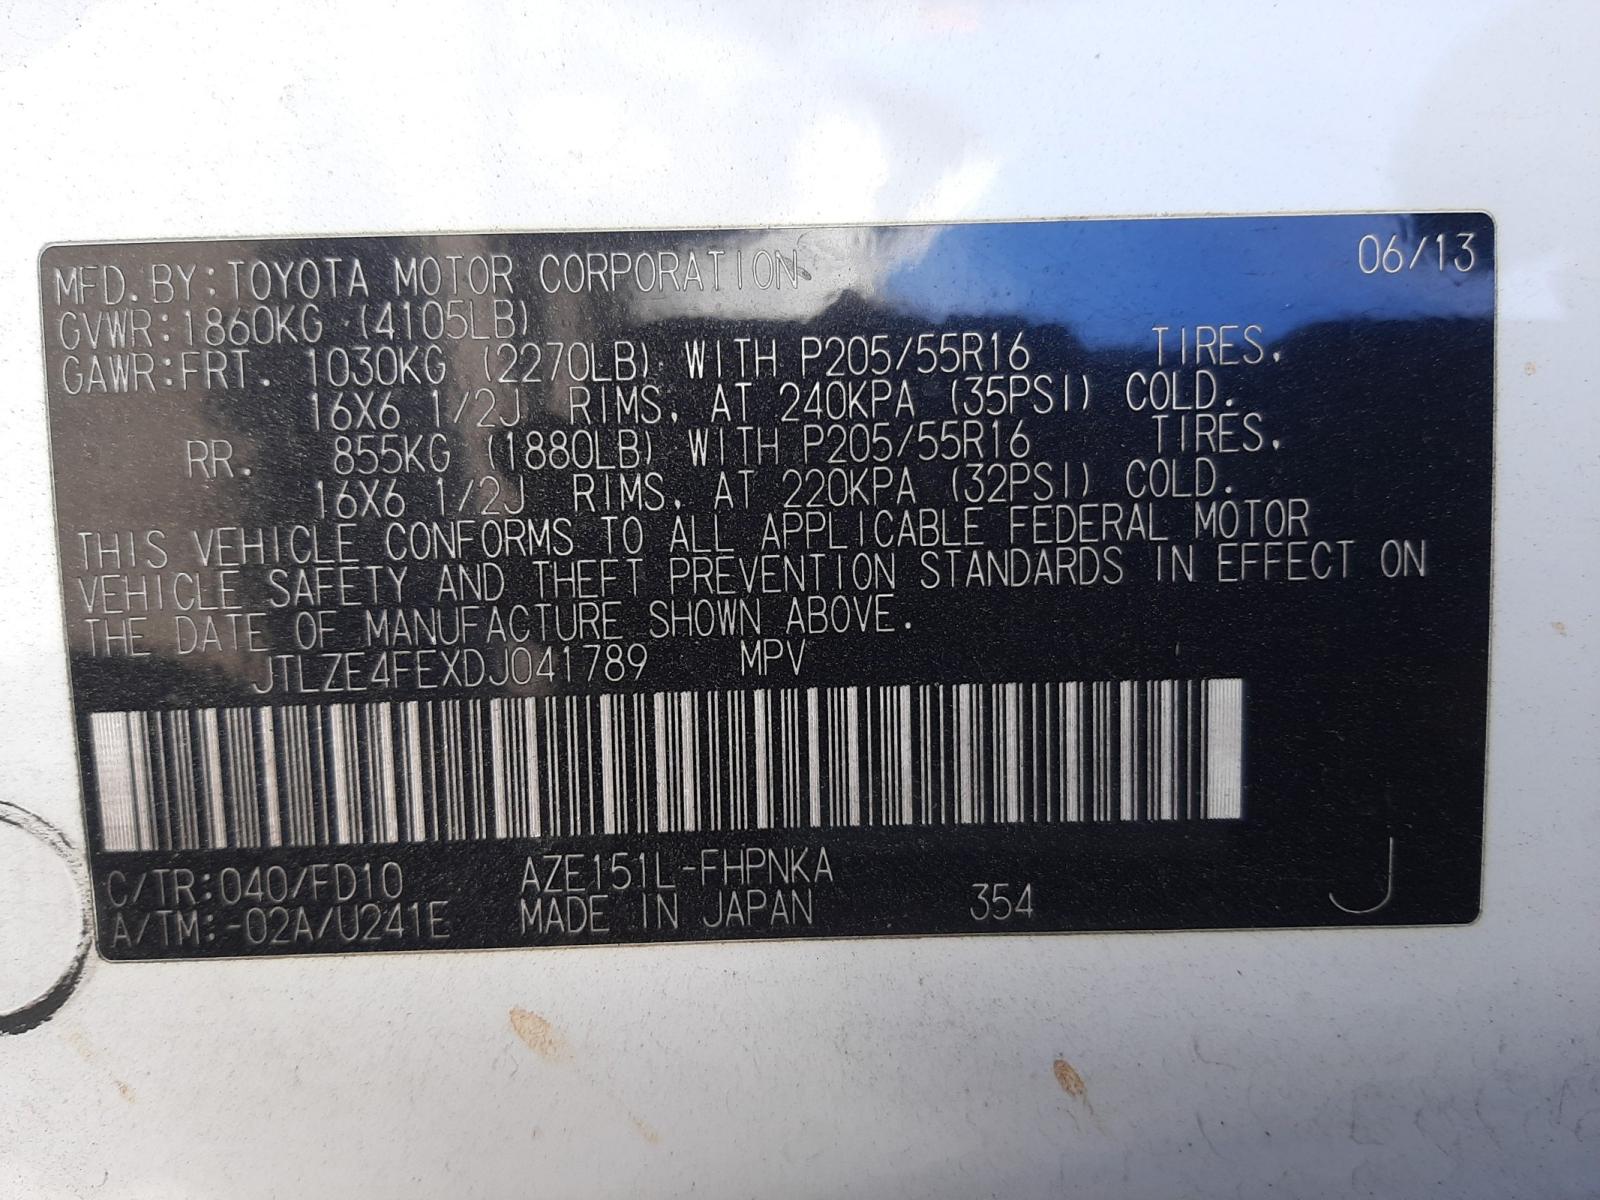 06/13
MFD. BY: TOYOTA MOTOR CORPORATION
GVWR: 1860KG (4105LB)
GAWR: FRT. 1030KG (2270LB) WITH P205/55R16 TIRES,
16X6 1/2J RIMS, AT 240KPA (35PSI) COLD.
RR. 855KG (1880LB) WITH P205/55R16 TIRES,
16X6 1/2J RIMS, AT 220KPA (32PSI) COLD.
THIS VEHICLE CONFORMS TO ALL APPLICABLE FEDERAL MOTOR
VEHICLE SAFETY AND THEFT PREVENTION STANDARDS IN EFFECT ON
THE DATE OF MANUFACTURE SHOWN ABOVE.
JTLZE4FEXDJ041789 MPV
C/TR: 040/FD10 AZE151L-FHPNKA
A/TM: -02A/U241E MADE IN JAPAN 354 J